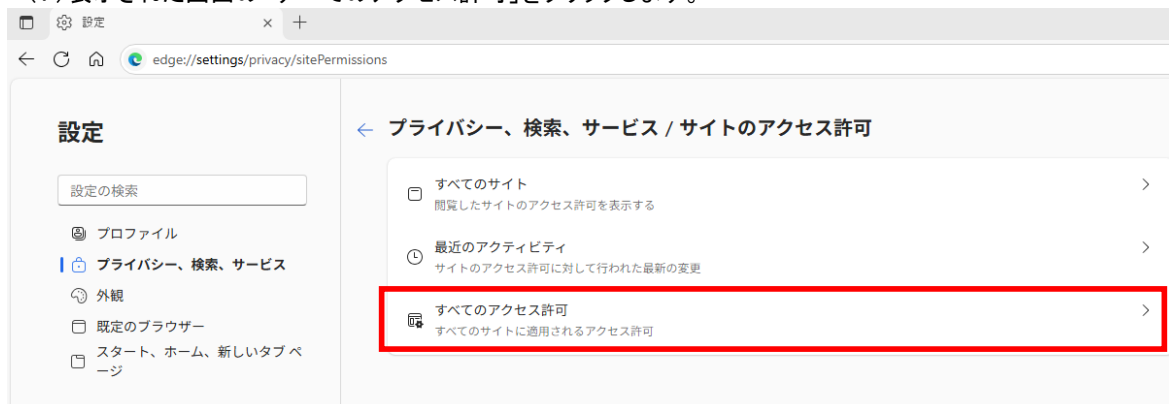 設定
edge://settings/privacy/sitePermissions
設定
← プライバシー、検索、サービス / サイトのアクセス許可
設定の検索
プロファイル
プライバシー、検索、サービス
外観
既定のブラウザー
スタート、ホーム、新しいタブ ペ
ージ
すべてのサイト
閲覧したサイトのアクセス許可を表示する
最近のアクティビティ
サイトのアクセス許可に対して行われた最新の変更
すべてのアクセス許可
すべてのサイトに適用されるアクセス許可